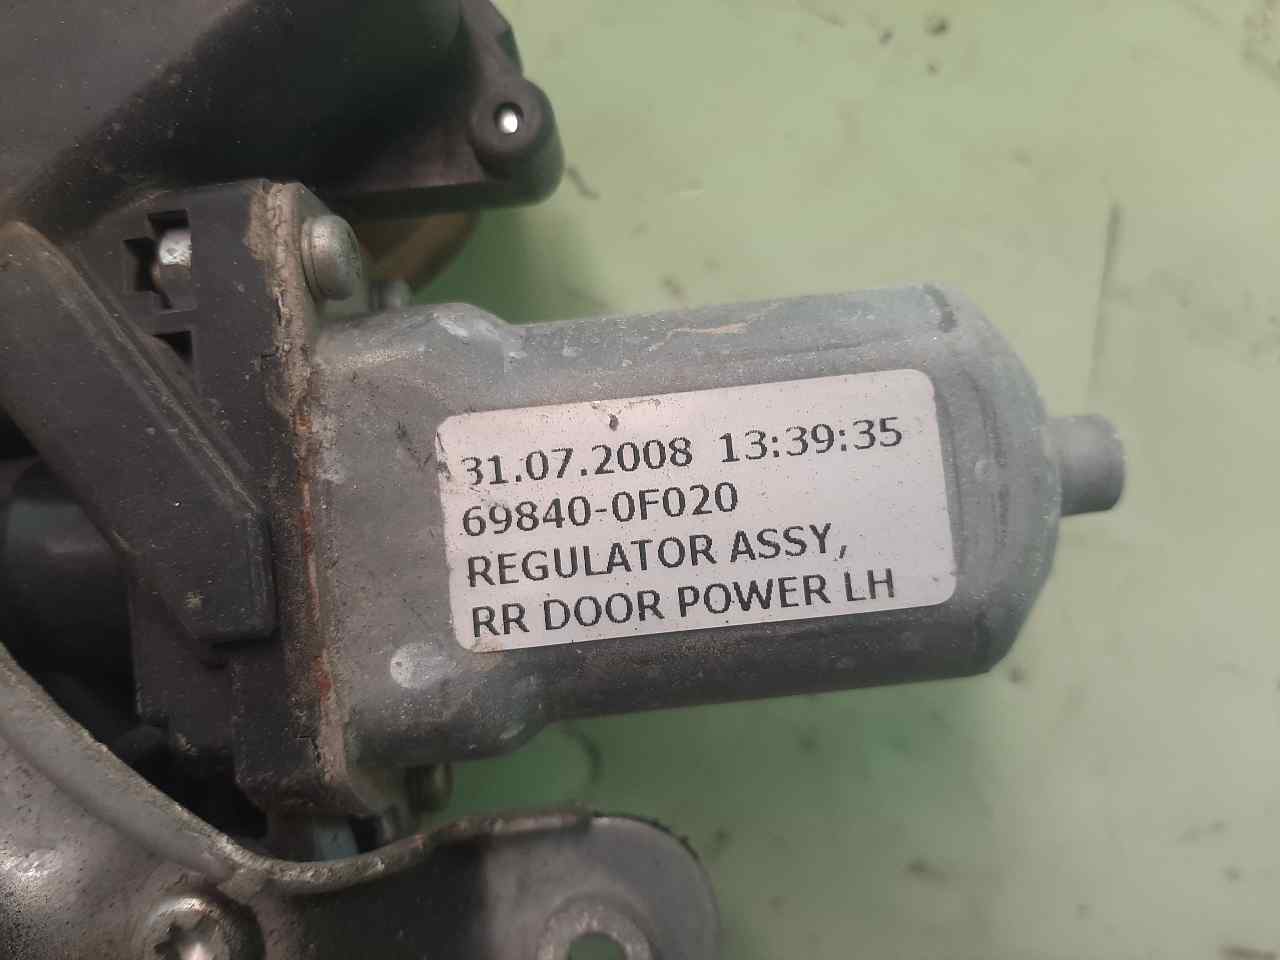 31.07.2008 13:39:35
69840-0F020
REGULATOR ASSY,
RR DOOR POWER LH